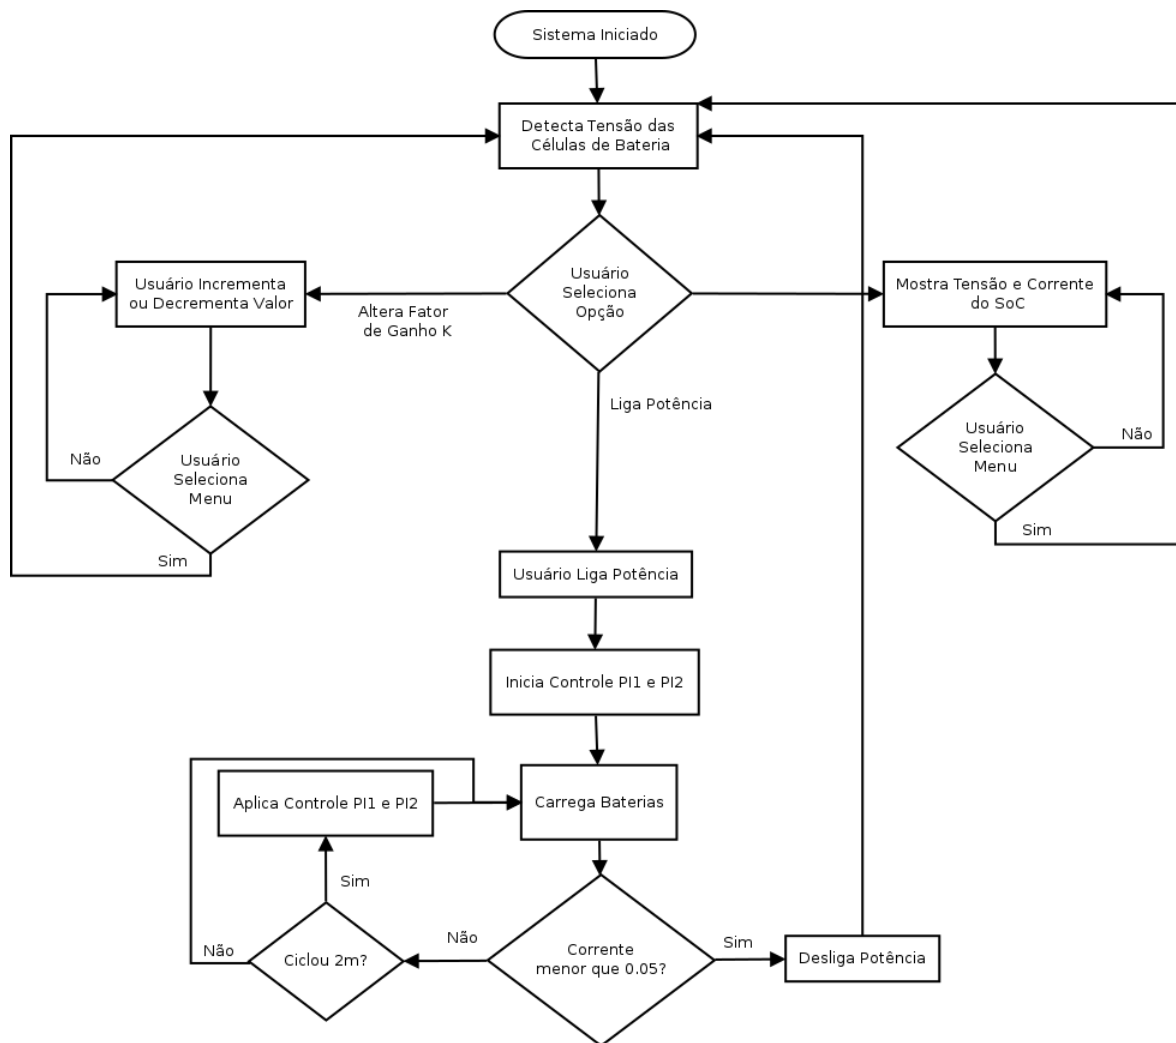 Sistema Iniciado
Detecta Tensão das
Células de Bateria
Usuário
Seleciona
Opção
Usuário Incrementa
ou Decrementa Valor
Altera Fator
de Ganho K
Mostra Tensão e Corrente
do SoC
Liga Potência
Usuário
Seleciona
Menu
Não
Sim
Usuário
Seleciona
Menu
Não
Sim
Usuário Liga Potência
Inicia Controle PI1 e PI2
Aplica Controle PI1 e PI2
Carrega Baterias
Sim
Não
Ciclou 2m?
Não
Corrente
menor que 0.05?
Sim
Desliga Potência